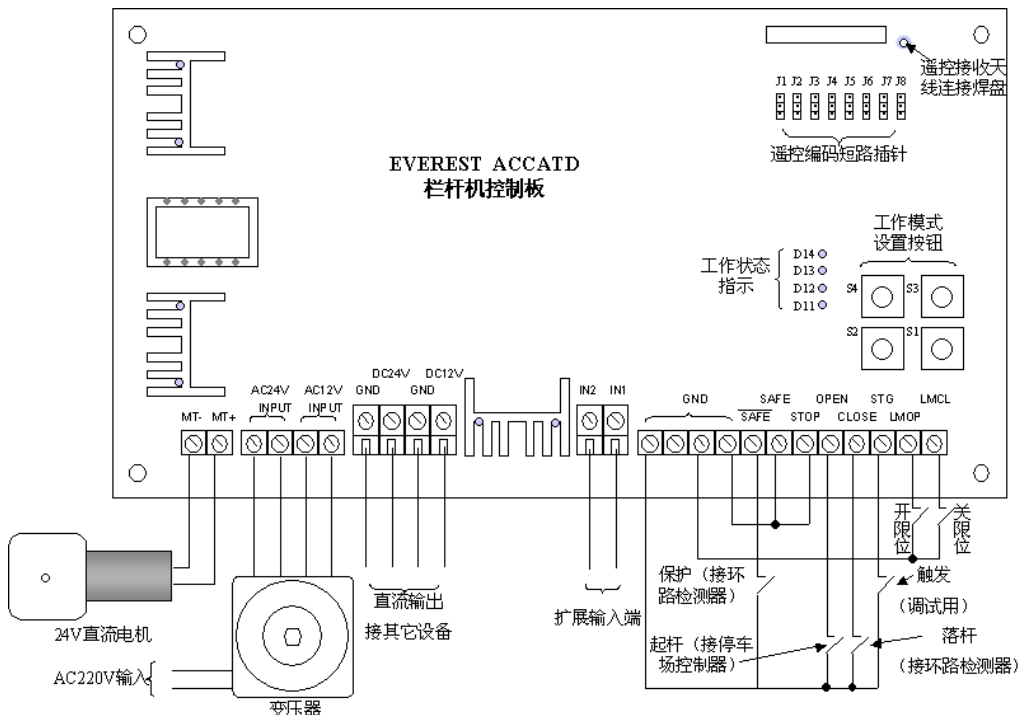 遥控接收天
线连接焊盘
J1 J2 J3 J4 J5 J6 J7 J8
遥控编码短路插针
EVEREST ACCATD
栏杆机控制板
工作模式
设置按钮
工作状态
指示
D14
D13
D12
D11
S4 S3
S2 S1
AC24V AC12V
INPUT INPUT
MT- MT+
DC24V DC12V
GND GND
IN2 IN1
GND SAFE OPEN STG LMCL
SAFE STOP CLOSE LMOP
开限位
关限位
24V直流电机
AC220V输入
变压器
直流输出
接其它设备
扩展输入端
保护（接环
路检测器）
触发
（调试用）
起杆（接停车
场控制器）
落杆
（接环路检测器）